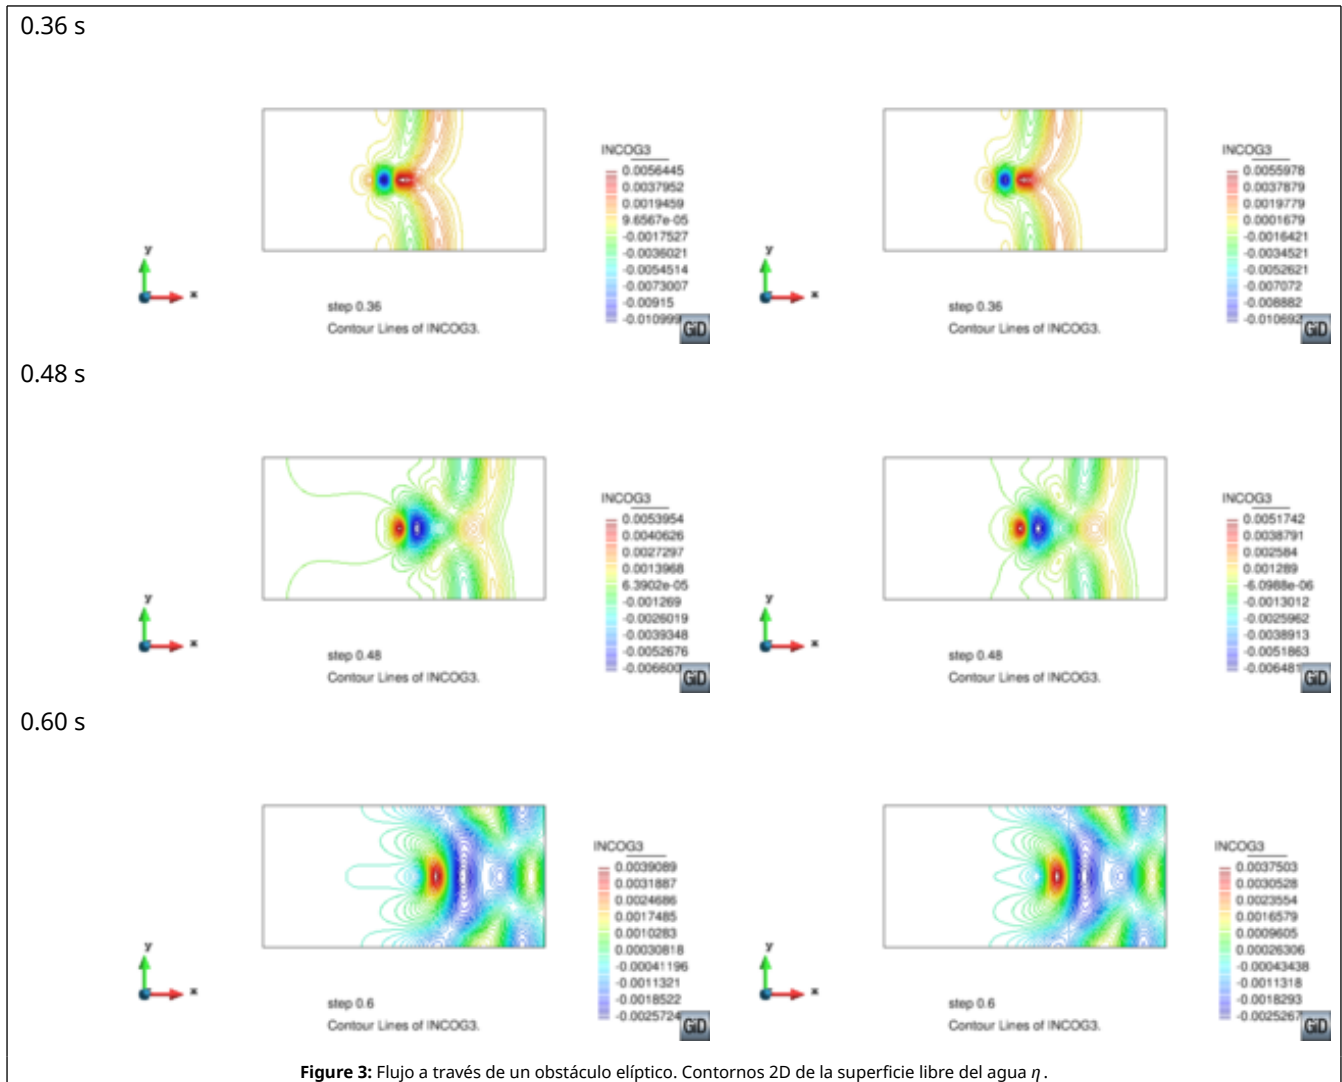 0.36 s
INCOG3
0.0056445
0.0037952
0.0019459
9.6567e-05
-0.0017527
-0.0036021
-0.0054514
-0.0073007
-0.00915
-0.010999
GiD
y
x
step 0.36
Contour Lines of INCOG3.
INCOG3
0.0055978
0.0037879
0.0019779
0.0001679
-0.0016421
-0.0034521
-0.0052621
-0.007072
-0.008882
-0.010692
GiD
y
x
step 0.36
Contour Lines of INCOG3.
0.48 s
INCOG3
0.0053954
0.0040626
0.0027297
0.0013968
6.3902e-05
-0.001269
-0.0026019
-0.0039348
-0.0052676
-0.006600
GiD
y
x
step 0.48
Contour Lines of INCOG3.
INCOG3
0.0051742
0.0038791
0.002584
0.001289
-6.0988e-06
-0.0013012
-0.0025962
-0.0038913
-0.0051863
-0.006481
GiD
y
x
step 0.48
Contour Lines of INCOG3.
0.60 s
INCOG3
0.0039089
0.0031887
0.0024686
0.0017485
0.0010283
0.00030818
-0.00041196
-0.0011321
-0.0018522
-0.0025724
GiD
y
x
step 0.6
Contour Lines of INCOG3.
INCOG3
0.0037503
0.0030528
0.0023554
0.0016579
0.0009605
0.00026306
-0.00043438
-0.0011318
-0.0018293
-0.0025267
GiD
y
x
step 0.6
Contour Lines of INCOG3.
Figure 3: Flujo a través de un obstáculo elíptico. Contornos 2D de la superficie libre del agua η .